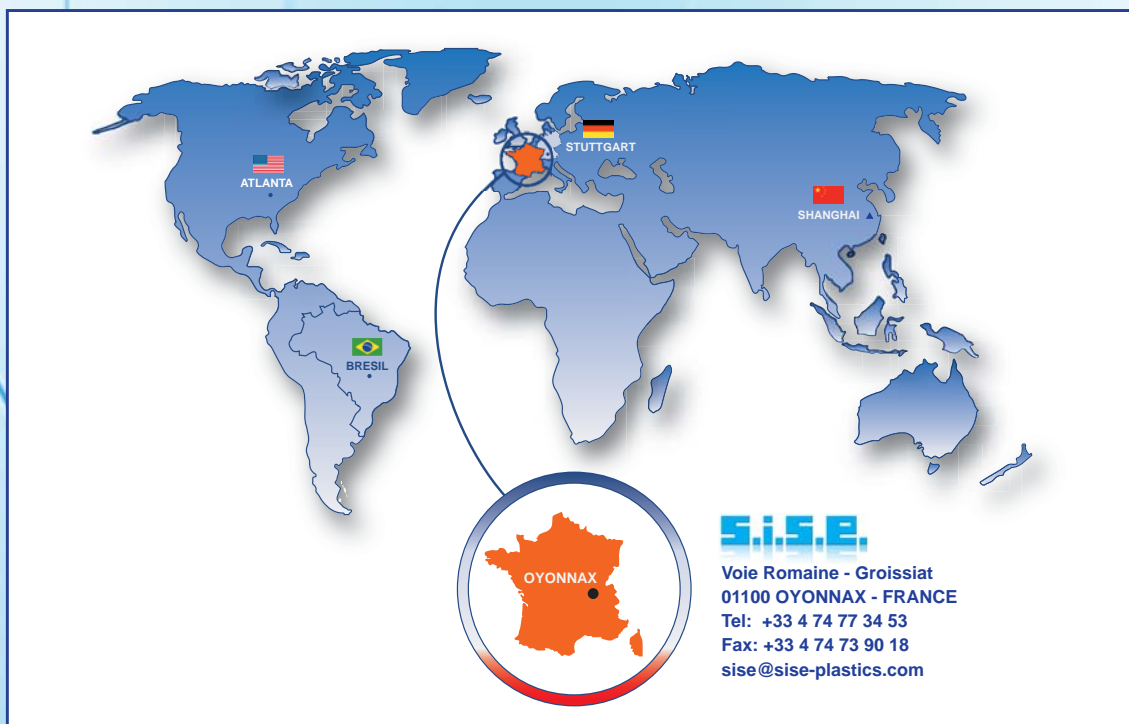 STUTTGART
ATLANTA
SHANGHAI
BRESIL
OYONNAX
s.i.s.e.
Voie Romaine - Groissiat
01100 OYONNAX - FRANCE
Tel: +33 4 74 77 34 53
Fax: +33 4 74 73 90 18
sise@sise-plastics.com